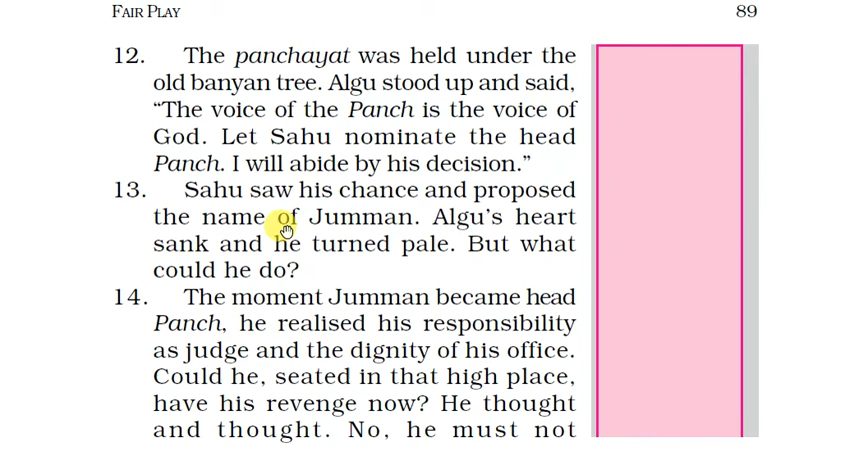 FAIR PLAY 89
12. The panchayat was held under the
old banyan tree. Algu stood up and said,
“The voice of the Panch is the voice of
God. Let Sahu nominate the head
Panch. I will abide by his decision.”
13. Sahu saw his chance and proposed
the name of Jumman. Algu’s heart
sank and he turned pale. But what
could he do?
14. The moment Jumman became head
Panch, he realised his responsibility
as judge and the dignity of his office.
Could he, seated in that high place,
have his revenge now? He thought
and thought. No, he must not